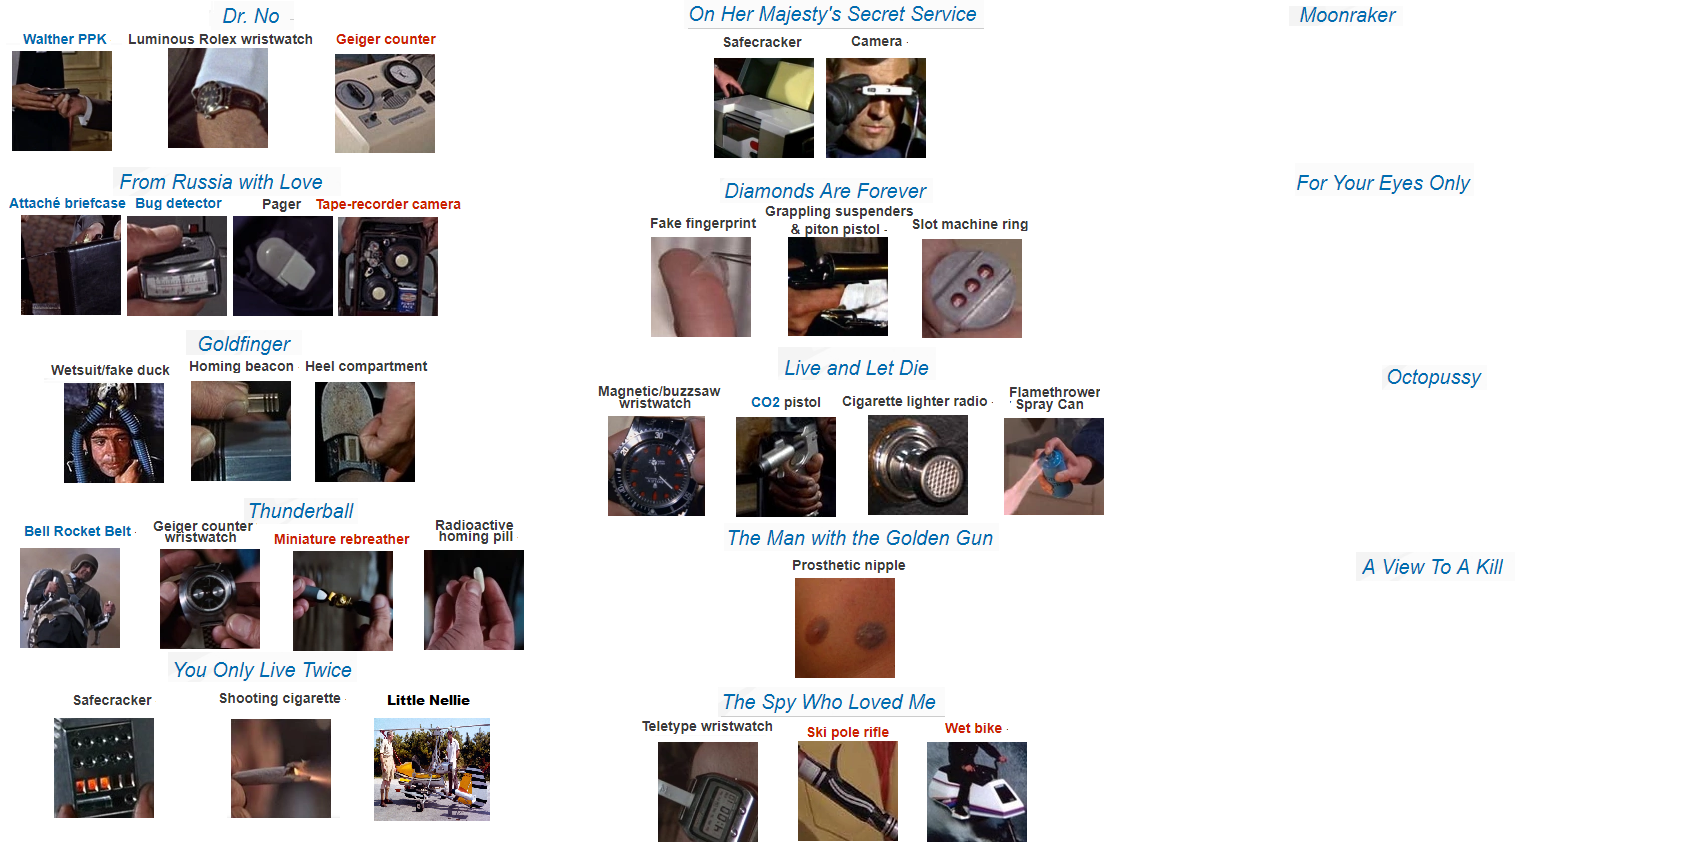 Dr. No
Walther PPK
Luminous Rolex wristwatch
Geiger counter
From Russia with Love
Attaché briefcase
Bug detector
Pager
Tape-recorder camera
Goldfinger
Wetsuit/fake duck
Homing beacon
Heel compartment
Thunderball
Bell Rocket Belt
Geiger counter
wristwatch
Miniature rebreather
Radioactive
homing pill
You Only Live Twice
Safecracker
Shooting cigarette
Little Nellie
On Her Majesty's Secret Service
Safecracker
Camera
Diamonds Are Forever
Fake fingerprint
Grappling suspenders
& piton pistol
Slot machine ring
Live and Let Die
Magnetic/buzzsaw
wristwatch
CO2 pistol
Cigarette lighter radio
Flamethrower
Spray Can
The Man with the Golden Gun
Prosthetic nipple
The Spy Who Loved Me
Teletype wristwatch
Ski pole rifle
Wet bike
Moonraker
For Your Eyes Only
Octopussy
A View To A Kill